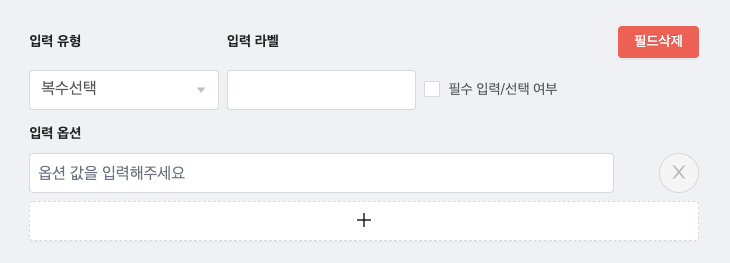 입력 유형
입력 라벨
필드삭제
복수선택
필수 입력/선택 여부
입력 옵션
옵션 값을 입력해주세요
X
+